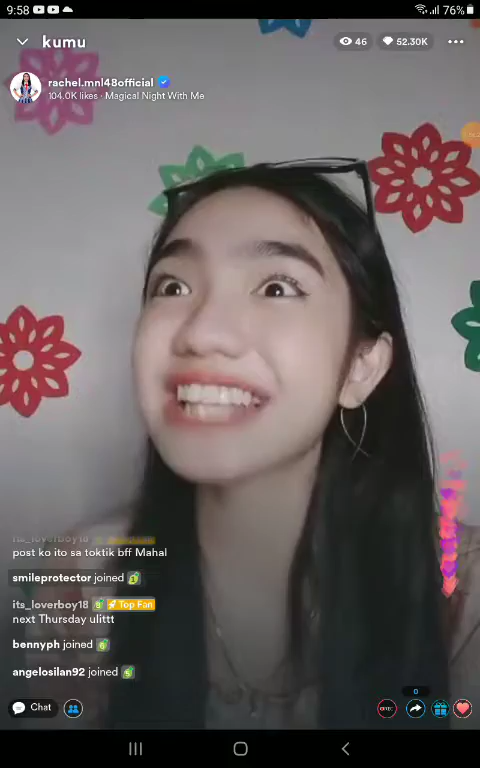 9:58
76%
kumu
46
52.30K
rachel.mnl48official
104.0K likes · Magical Night With Me
its_loverboy18
post ko ito sa toktik bff Mahal
smileprotector joined
its_loverboy18 Top Fan
next Thursday ulittt
bennyph joined
angelosilan92 joined
0
Chat